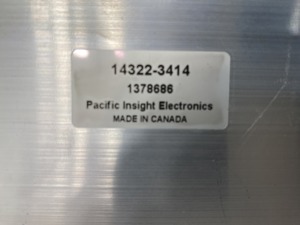 14322-3414
1378686
Pacific Insight Electronics
MADE IN CANADA